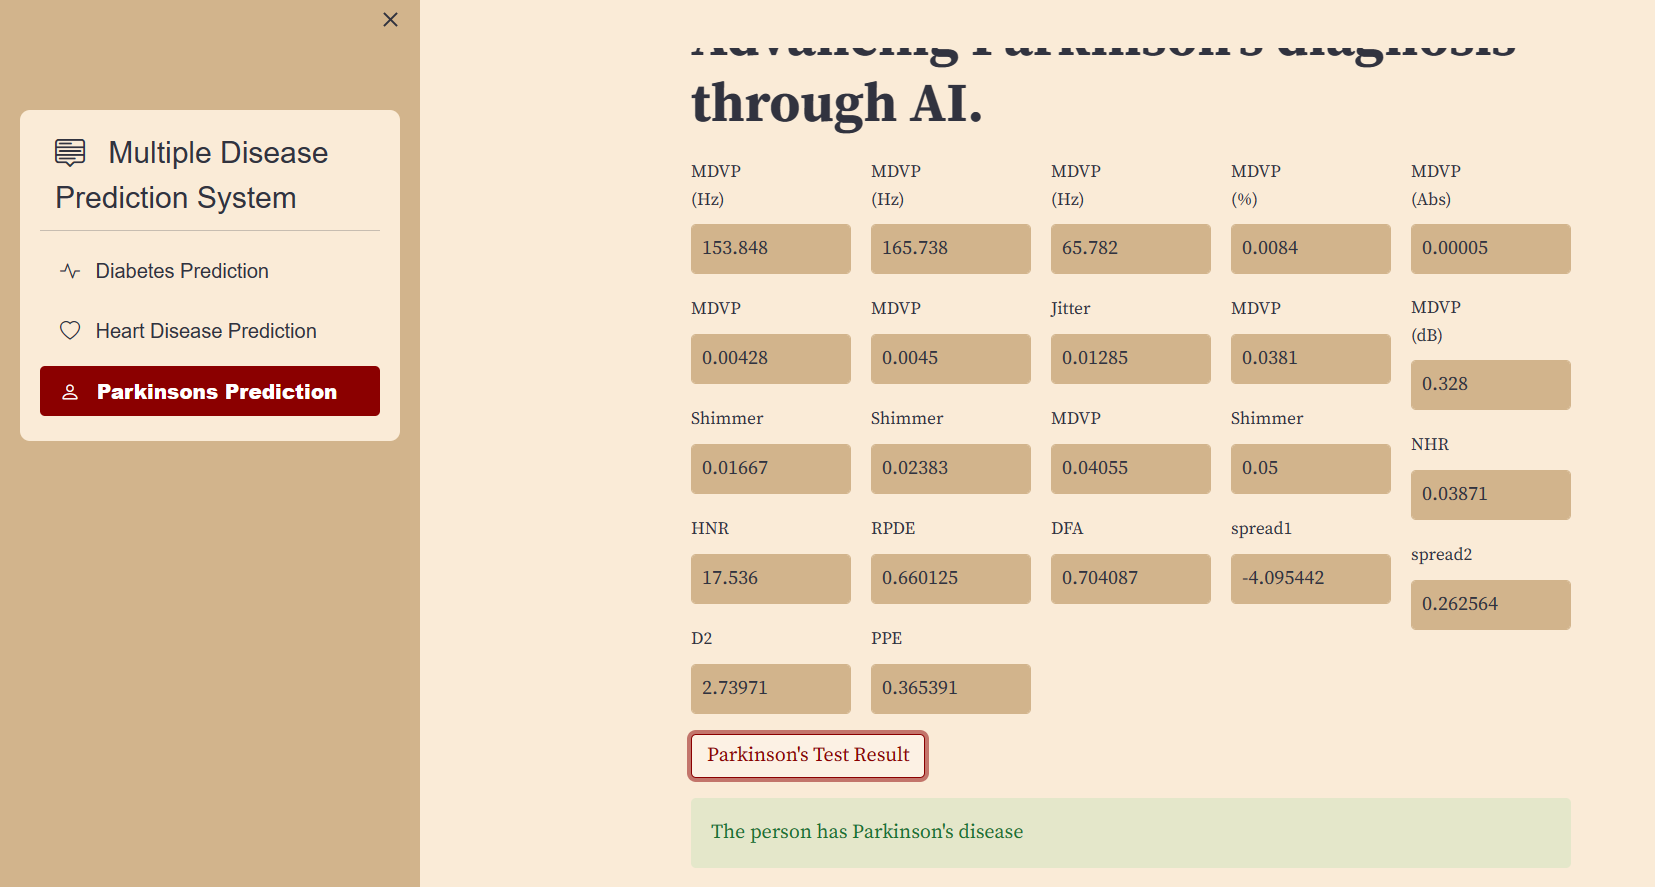 Multiple Disease
Prediction System
Diabetes Prediction
Heart Disease Prediction
Parkinsons Prediction
Advancing Parkinson's diagnosis
through AI.
MDVP
(Hz)
153.848
MDVP
(Hz)
165.738
MDVP
(Hz)
65.782
MDVP
(%)
0.0084
MDVP
(Abs)
0.00005
MDVP
0.00428
MDVP
0.0045
Jitter
0.01285
MDVP
0.0381
MDVP
(dB)
0.328
Shimmer
0.01667
Shimmer
0.02383
MDVP
0.04055
Shimmer
0.05
NHR
0.03871
HNR
17.536
RPDE
0.660125
DFA
0.704087
spread1
-4.095442
spread2
0.262564
D2
2.73971
PPE
0.365391
Parkinson's Test Result
The person has Parkinson's disease